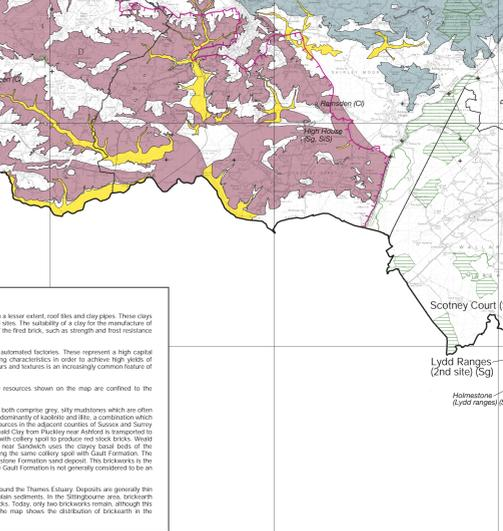 Ramsden (Cl)
High House
(Sg, SiS)
Scotney Court (
Lydd Ranges
(2nd site) (Sg)
Holmestone
(Lydd ranges) (S
a lesser extent, roof tiles and clay pipes. These clays
sites. The suitability of a clay for the manufacture of
the fired brick, such as strength and frost resistance
automated factories. These represent a high capital
ng characteristics in order to achieve high yields of
urs and textures is an increasingly common feature of
resources shown on the map are confined to the
both comprise grey, silty mudstones which are often
dominantly of kaolinite and illite, a combination which
ources in the adjacent counties of Sussex and Surrey
ald Clay from Pluckley near Ashford is transported to
with colliery spoil to produce red stock bricks. Weald
near Sandwich uses the clayey basal beds of the
ng the same colliery spoil with Gault Formation. The
stone Formation sand deposit. This brickworks is the
Gault Formation is not generally considered to be an
ound the Thames Estuary. Deposits are generally thin
plain sediments. In the Sittingbourne area, brickearth
cks. Today, only two brickworks remain, although this
he map shows the distribution of brickearth in the